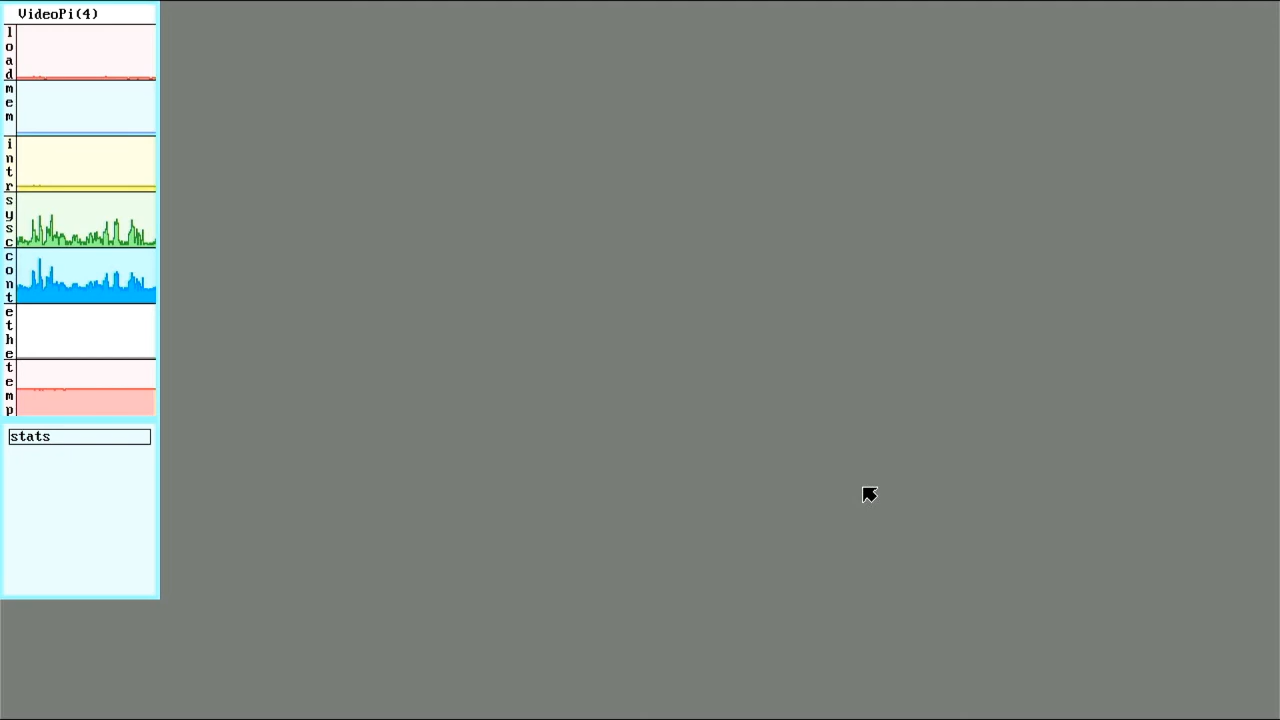 VideoPi(4)
load
mem
intr
sysc
cont
ethe
temp
stats